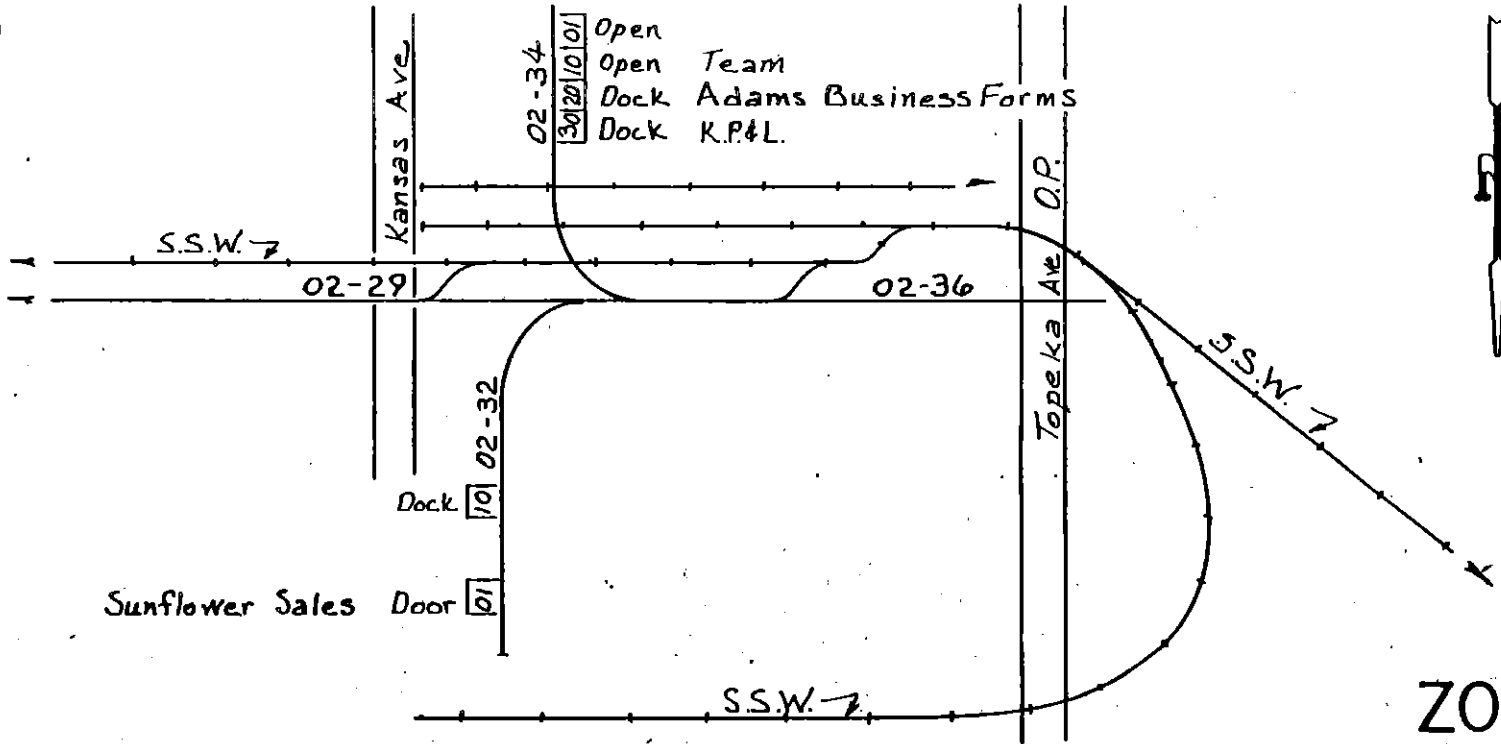 Kansas Ave
02-34
01 Open
10 Open Team
20 Dock Adams Business Forms
30 Dock K.P.&L.
Topeka Ave O.P.
S.S.W.
02-29
02-36
S.S.W.
02-32
Dock 10
Sunflower Sales Door 01
S.S.W.
ZO